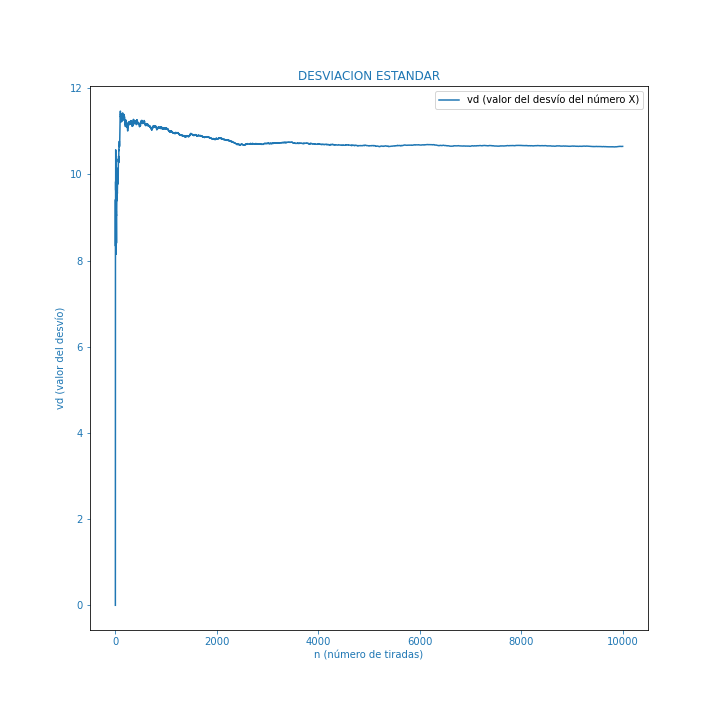 DESVIACION ESTANDAR
vd (valor del desvío del número X)
vd (valor del desvío)
12
10
8
6
4
2
0
0 2000 4000 6000 8000 10000
n (número de tiradas)